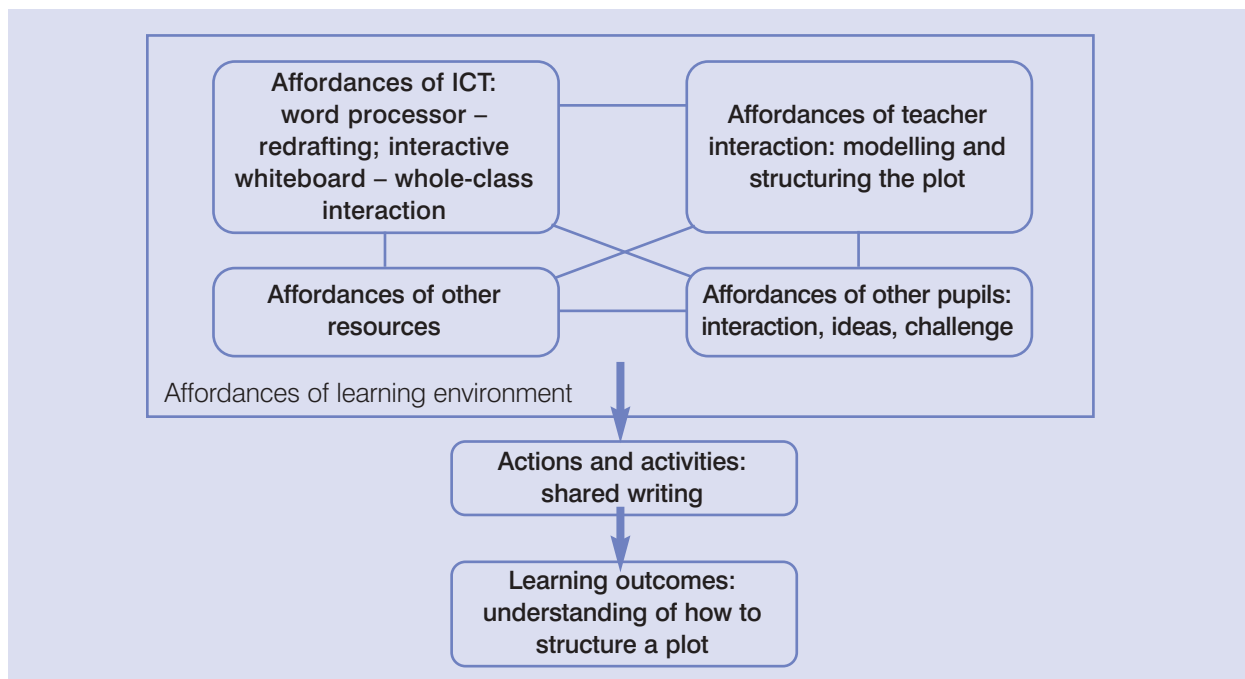 Affordances of ICT:
word processor –
redrafting; interactive
whiteboard – whole-class
interaction
Affordances of teacher
interaction: modelling and
structuring the plot
Affordances of other
resources
Affordances of other pupils:
interaction, ideas, challenge
Affordances of learning environment
Actions and activities:
shared writing
Learning outcomes:
understanding of how to
structure a plot